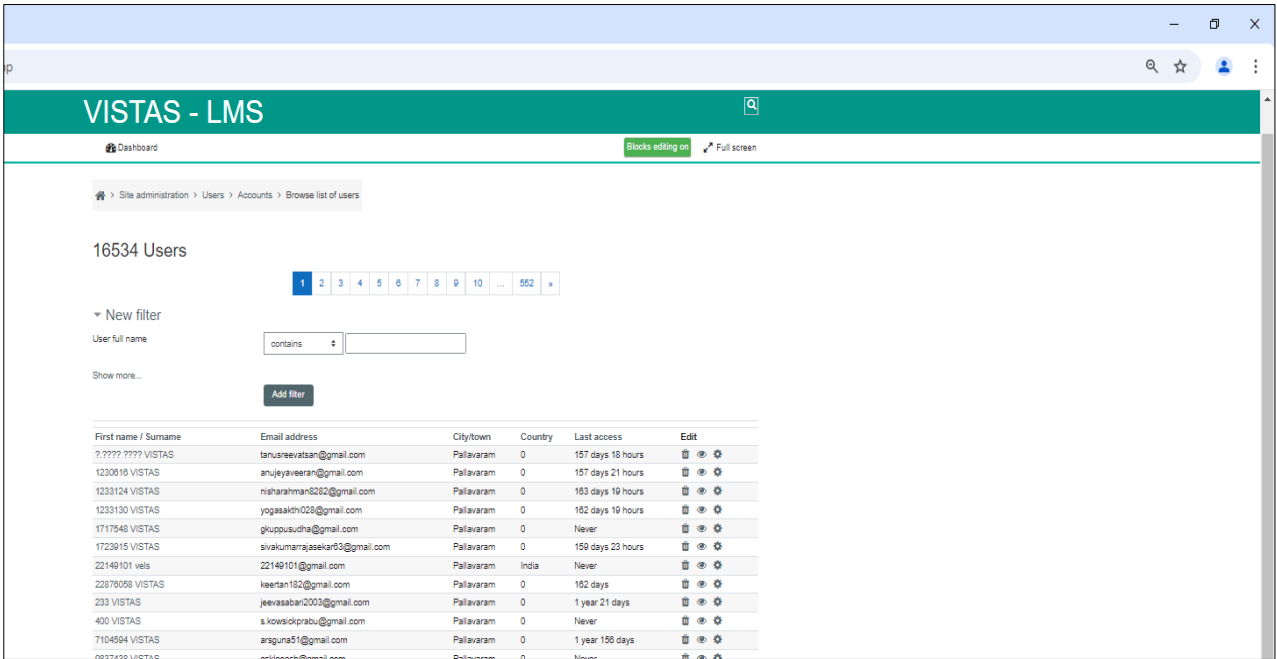 np
VISTAS - LMS
Dashboard Blocks editing on Full screen
> Site administration > Users > Accounts > Browse list of users
16534 Users
1 2 3 4 5 6 7 8 9 10 ... 552 »
New filter
User full name contains
Show more...
Add filter
First name / Surname Email address City/town Country Last access Edit
?.???? ???? VISTAS tanusreevatsan@gmail.com Pallavaram 0 157 days 18 hours
1230616 VISTAS anujeyaveeran@gmail.com Pallavaram 0 157 days 21 hours
1233124 VISTAS nisharahman8282@gmail.com Pallavaram 0 163 days 19 hours
1233130 VISTAS yogasakthi028@gmail.com Pallavaram 0 162 days 19 hours
1717548 VISTAS gkuppusudha@gmail.com Pallavaram 0 Never
1723915 VISTAS sivakumarrajasekar63@gmail.com Pallavaram 0 159 days 23 hours
22149101 vels 22149101@gmail.com Pallavaram India Never
22876058 VISTAS keertan182@gmail.com Pallavaram 0 162 days
233 VISTAS jeevasabari2003@gmail.com Pallavaram 0 1 year 21 days
400 VISTAS s.kowsickprabu@gmail.com Pallavaram 0 Never
7104594 VISTAS arsguna51@gmail.com Pallavaram 0 1 year 156 days
9837438 VISTAS Pallavaram 0 Never